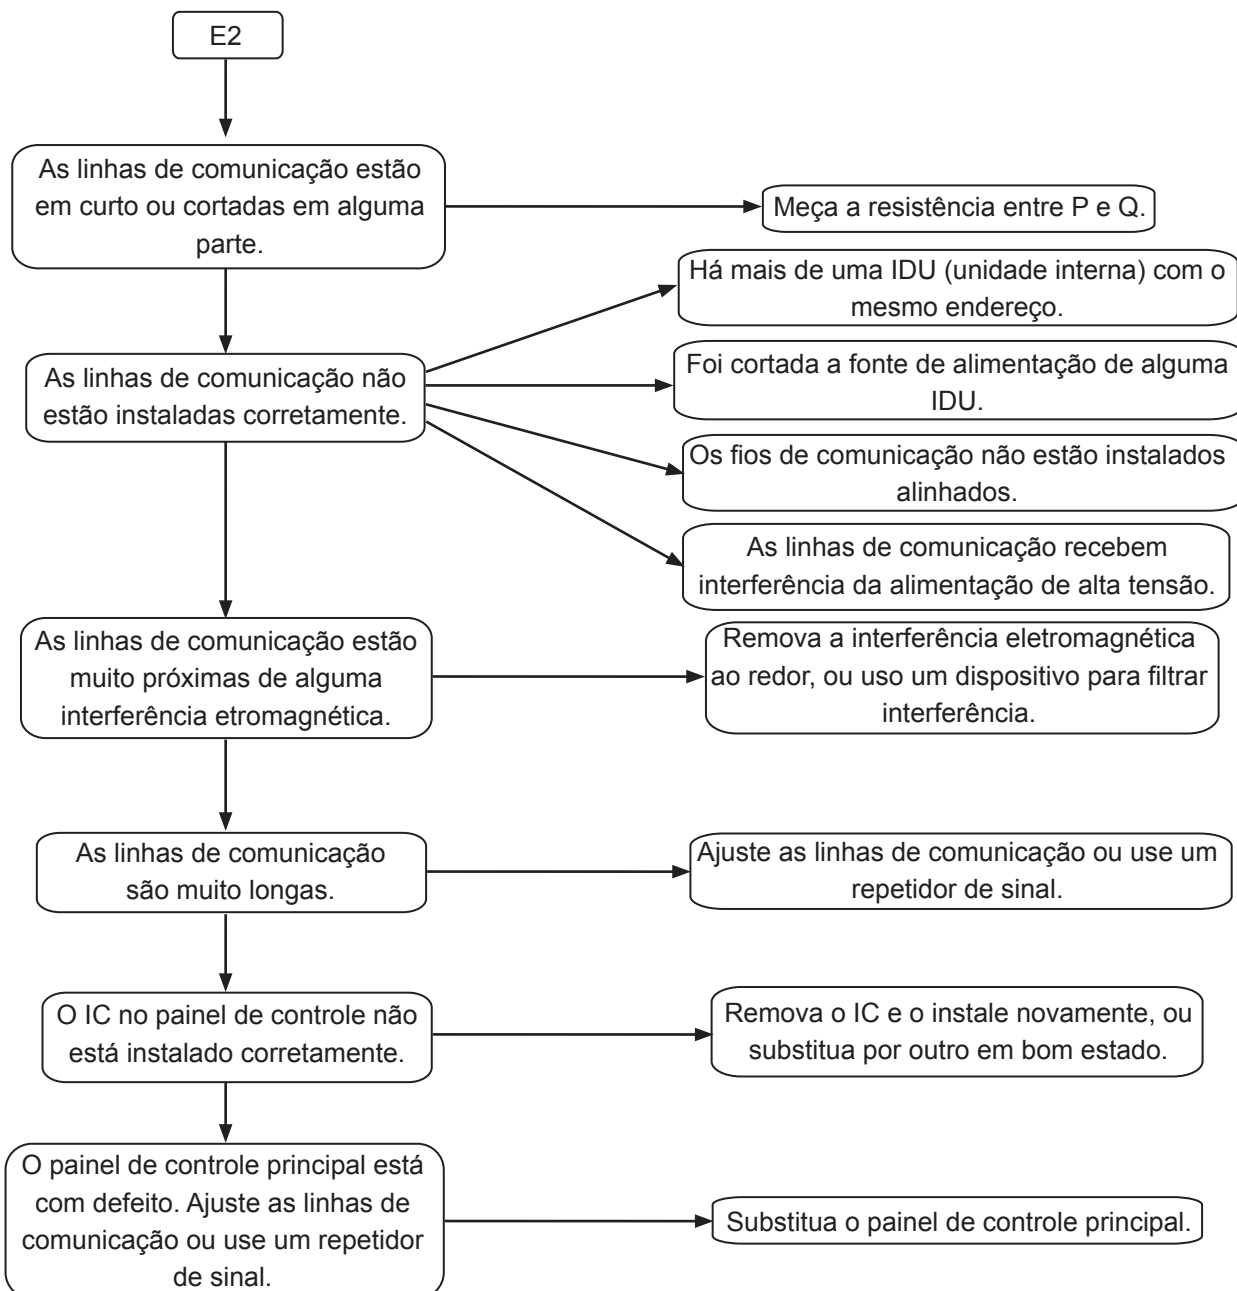 E2
As linhas de comunicação estão
em curto ou cortadas em alguma
parte.
Meça a resistência entre P e Q.
Há mais de uma IDU (unidade interna) com o
mesmo endereço.
As linhas de comunicação não
estão instaladas corretamente.
Foi cortada a fonte de alimentação de alguma
IDU.
Os fios de comunicação não estão instalados
alinhados.
As linhas de comunicação recebem
interferência da alimentação de alta tensão.
As linhas de comunicação estão
muito próximas de alguma
interferência etromagnética.
Remova a interferência eletromagnética
ao redor, ou uso um dispositivo para filtrar
interferência.
As linhas de comunicação
são muito longas.
Ajuste as linhas de comunicação ou use um
repetidor de sinal.
O IC no painel de controle não
está instalado corretamente.
Remova o IC e o instale novamente, ou
substitua por outro em bom estado.
O painel de controle principal está
com defeito. Ajuste as linhas de
comunicação ou use um repetidor
de sinal.
Substitua o painel de controle principal.